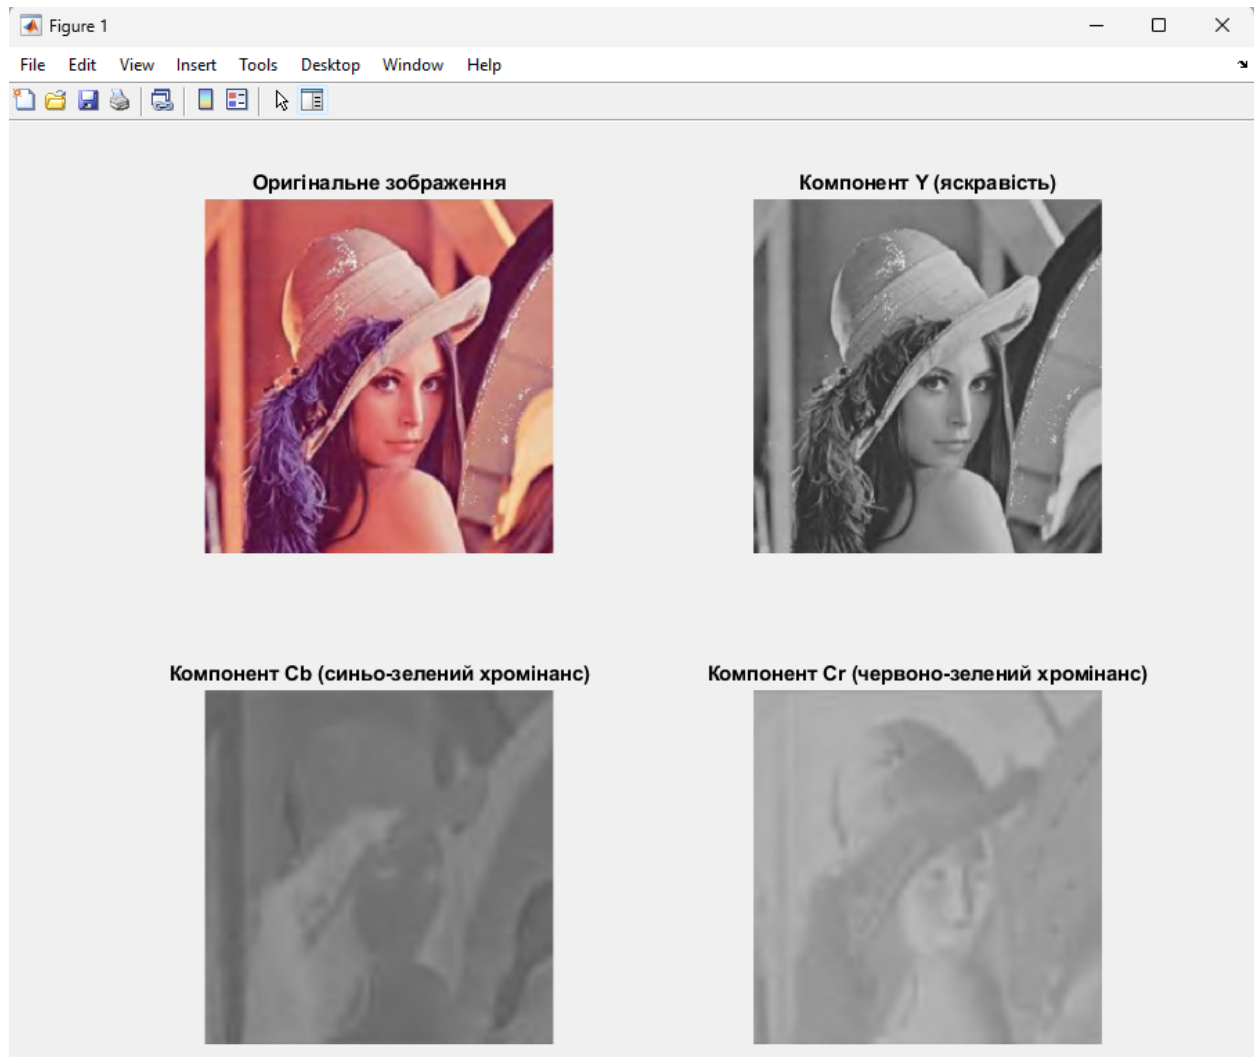 Figure 1
File Edit View Insert Tools Desktop Window Help
Оригінальне зображення
Компонент Y (яскравість)
Компонент Cb (синьо-зелений хромінанс)
Компонент Cr (червоно-зелений хромінанс)